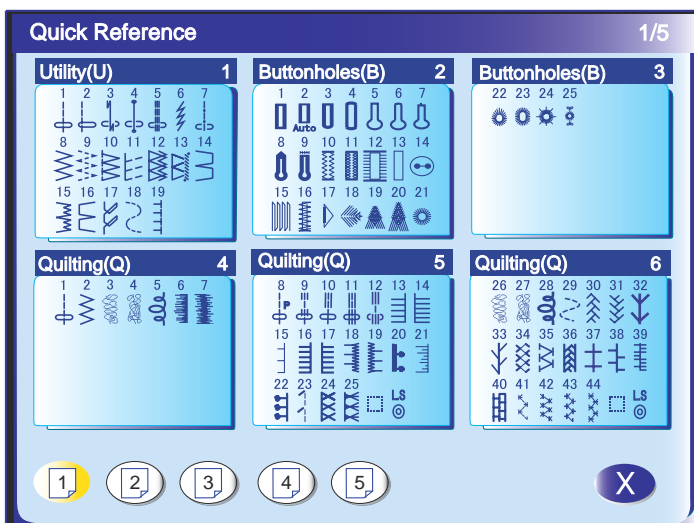 Quick Reference 1/5
Utility(U) 1
1 2 3 4 5 6 7
8 9 10 11 12 13 14
15 16 17 18 19
Buttonholes(B) 2
1 2 3 4 5 6 7
Auto
8 9 10 11 12 13 14
15 16 17 18 19 20 21
Buttonholes(B) 3
22 23 24 25
Quilting(Q) 4
1 2 3 4 5 6 7
Quilting(Q) 5
8 9 10 11 12 13 14
P
15 16 17 18 19 20 21
22 23 24 25 LS
Quilting(Q) 6
26 27 28 29 30 31 32
33 34 35 36 37 38 39
40 41 42 43 44 LS
1 2 3 4 5 X